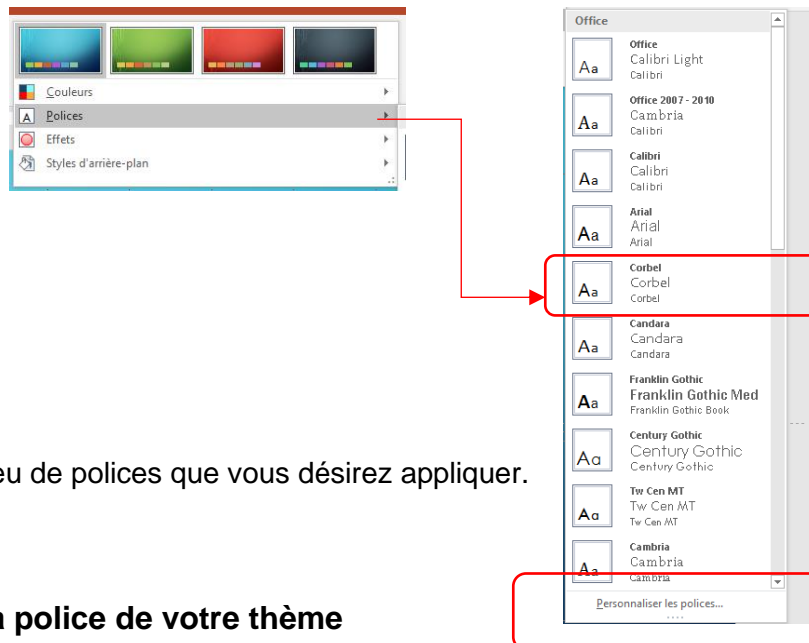 Couleurs
Polices
Effets
Styles d'arrière-plan
Office
Aa
Office
Calibri Light
Calibri
Aa
Office 2007 - 2010
Cambria
Calibri
Aa
Calibri
Calibri
Calibri
Aa
Arial
Arial
Arial
Aa
Corbel
Corbel
Corbel
Aa
Candara
Candara
Candara
Aa
Franklin Gothic
Franklin Gothic Med
Franklin Gothic Book
Aa
Century Gothic
Century Gothic
Century Gothic
Aa
Tw Cen MT
Tw Cen MT
Tw Cen MT
Aa
Cambria
Cambria
Cambria
Personnaliser les polices...
eu de polices que vous désirez appliquer.
police de votre thème